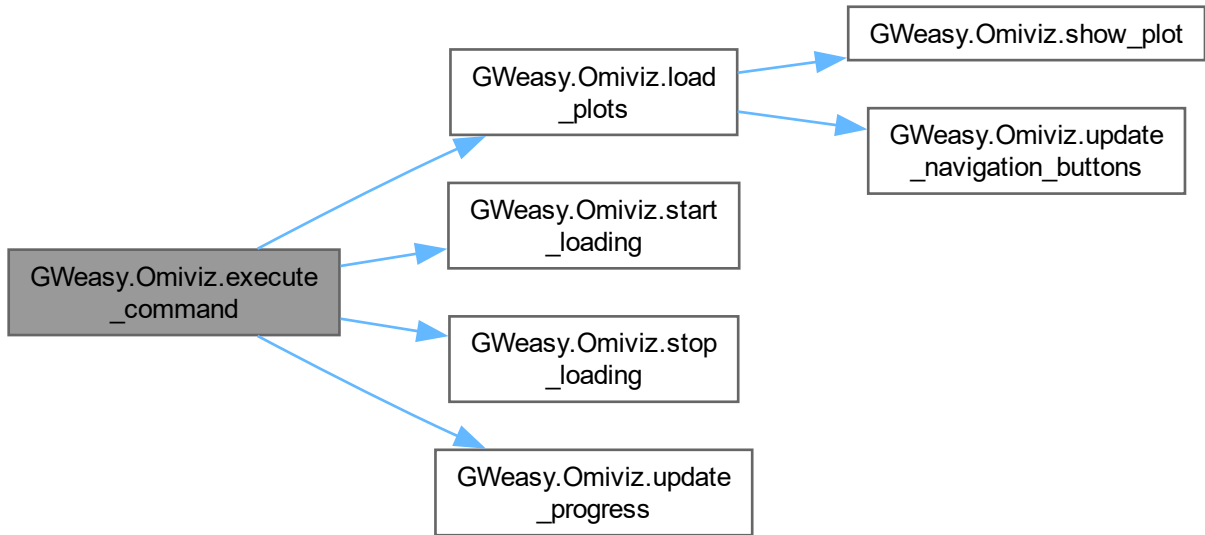 GWeasy.Omiviz.execute
_command
GWeasy.Omiviz.load
_plots
GWeasy.Omiviz.start
_loading
GWeasy.Omiviz.stop
_loading
GWeasy.Omiviz.update
_progress
GWeasy.Omiviz.show_plot
GWeasy.Omiviz.update
_navigation_buttons